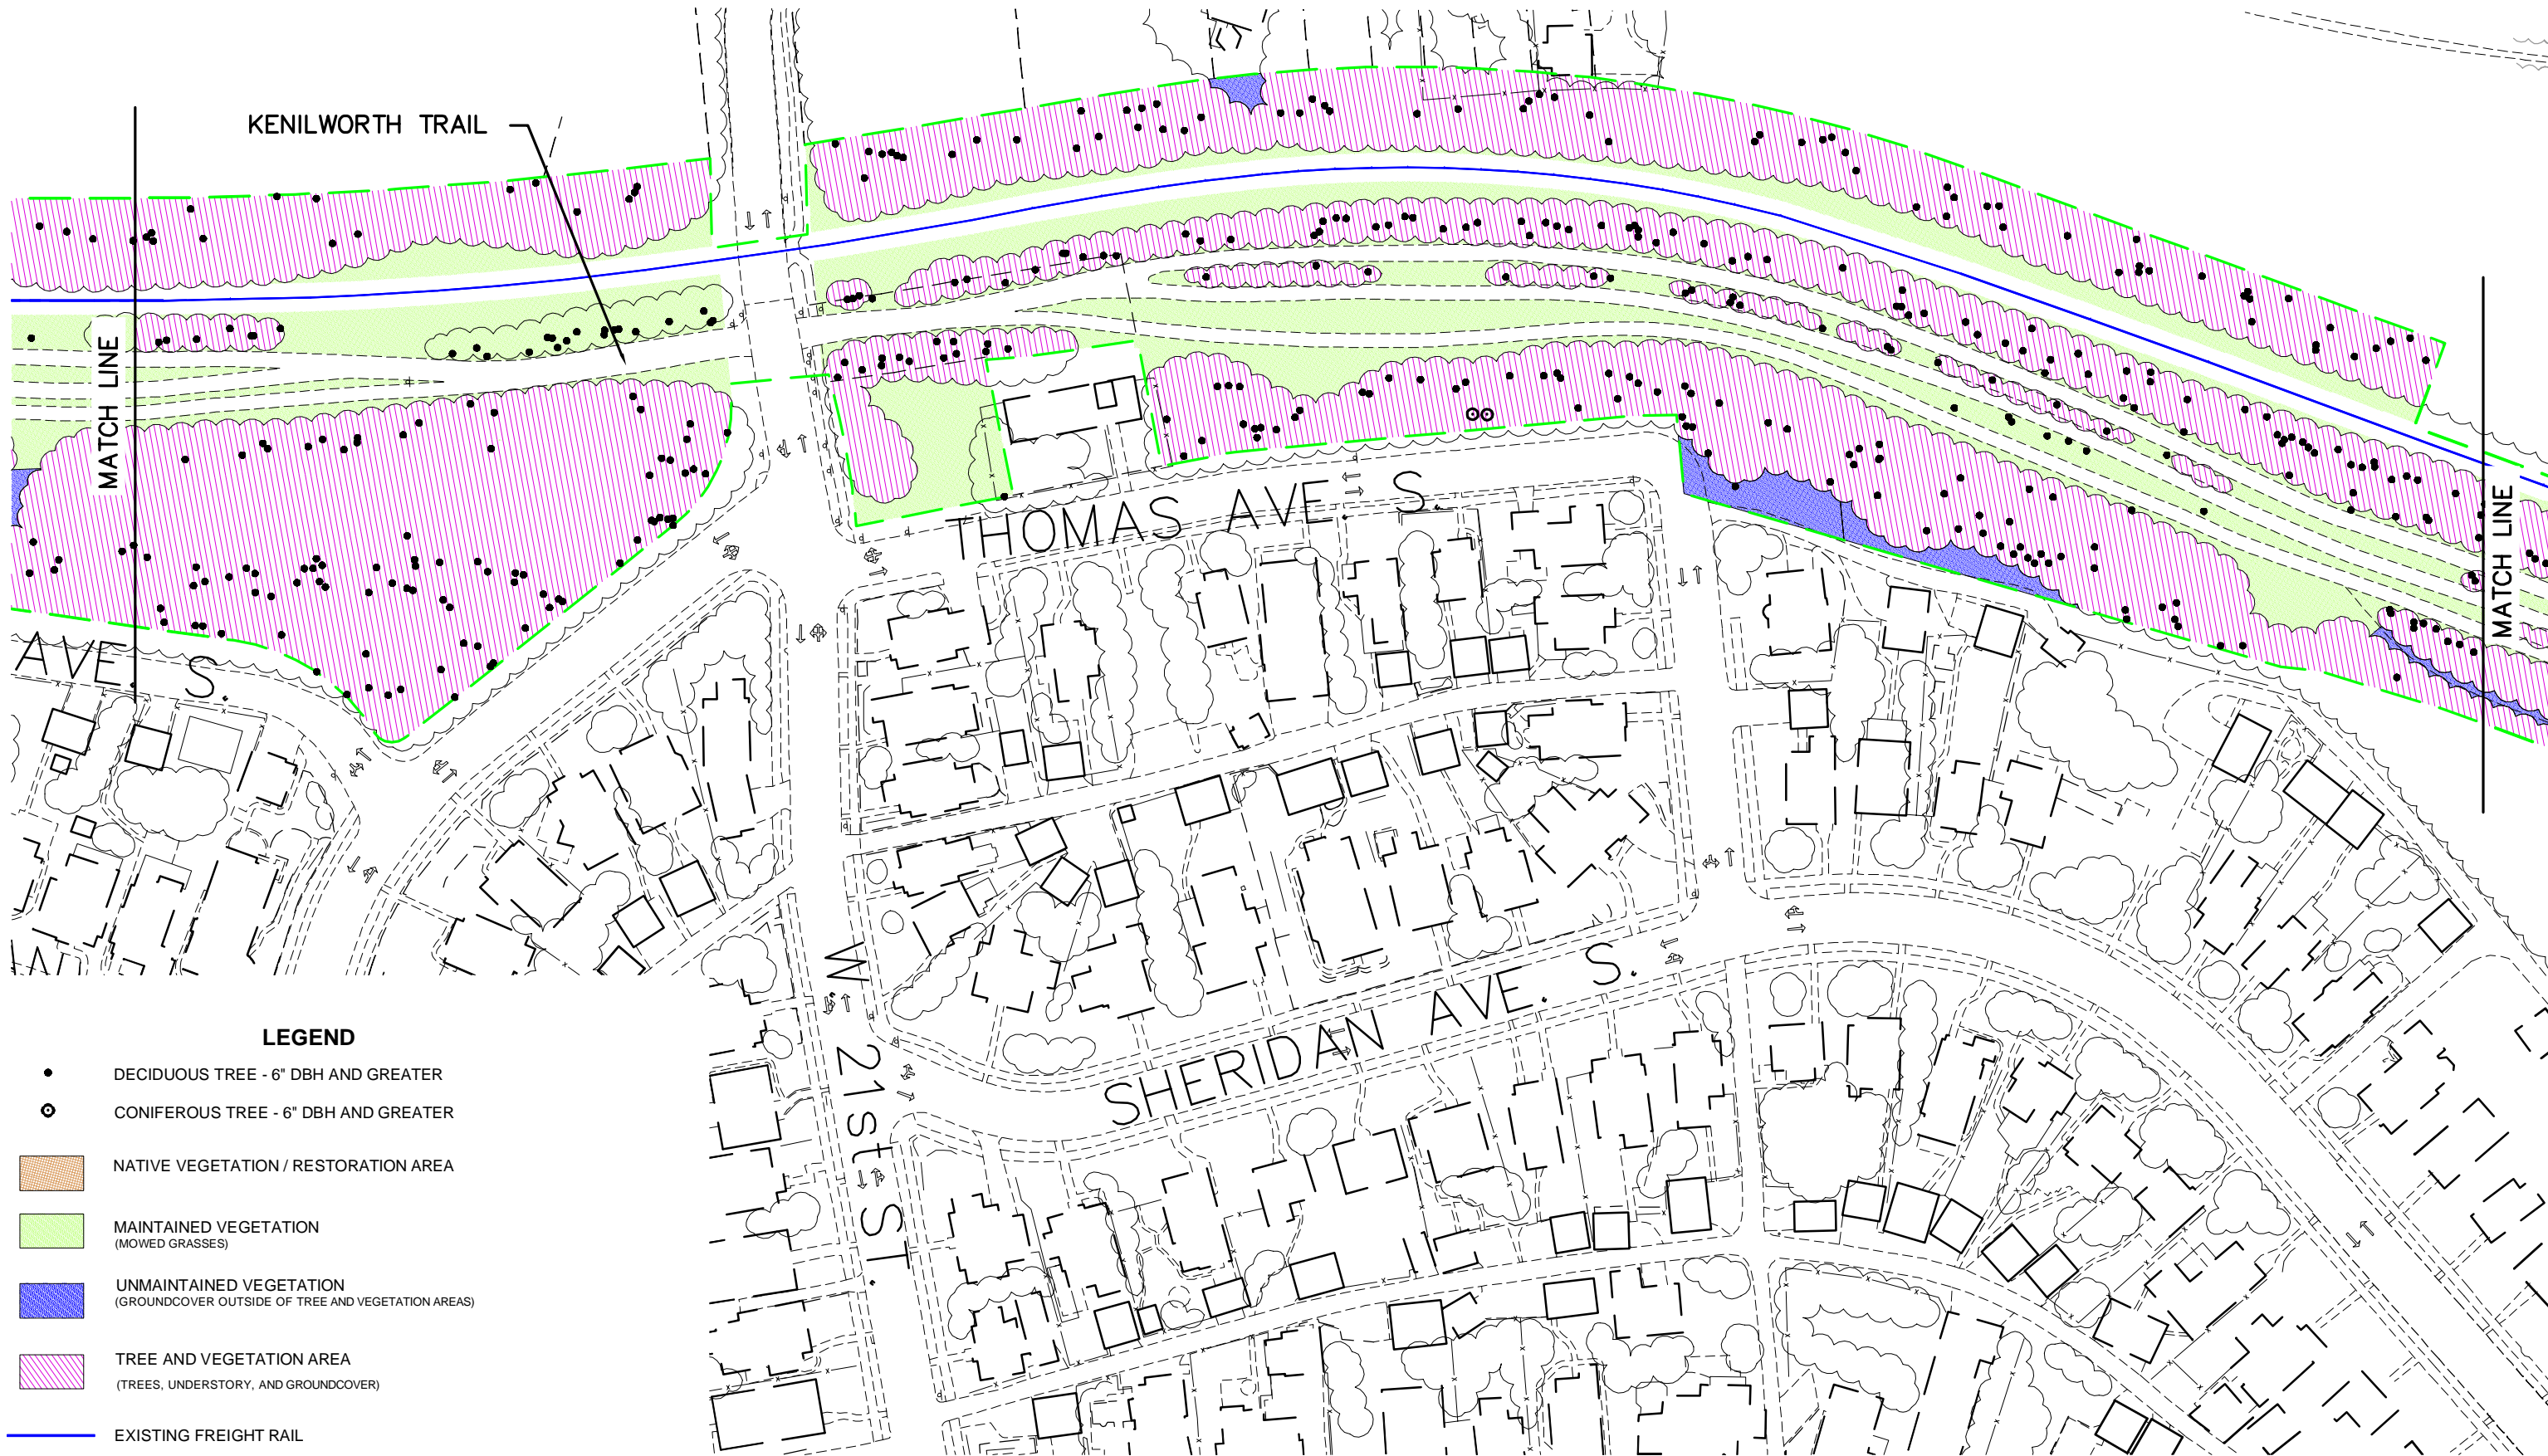 KENILWORTH TRAIL
MATCH LINE
MATCH LINE
THOMAS AVE. S.
AVE. S.
W. 21st ST.
SHERIDAN AVE. S.
LEGEND
DECIDUOUS TREE - 6" DBH AND GREATER
CONIFEROUS TREE - 6" DBH AND GREATER
NATIVE VEGETATION / RESTORATION AREA
MAINTAINED VEGETATION
(MOWED GRASSES)
UNMAINTAINED VEGETATION
(GROUNDCOVER OUTSIDE OF TREE AND VEGETATION AREAS)
TREE AND VEGETATION AREA
(TREES, UNDERSTORY, AND GROUNDCOVER)
EXISTING FREIGHT RAIL